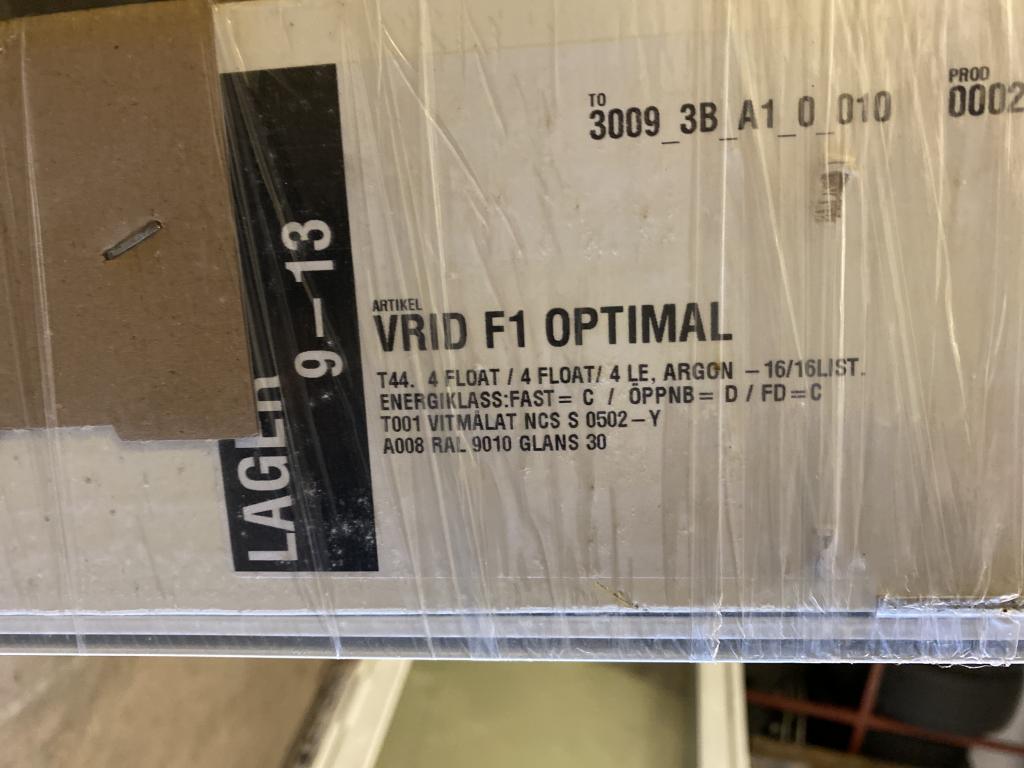 TO
3009_3B_A1_0_010
PROD
0002
LAGER
9-13
ARTIKEL
VRID F1 OPTIMAL
T44. 4 FLOAT / 4 FLOAT/ 4 LE, ARGON -16/16LIST.
ENERGIKLASS:FAST= C / ÖPPNB= D / FD=C
T001 VITMÅLAT NCS S 0502-Y
A008 RAL 9010 GLANS 30